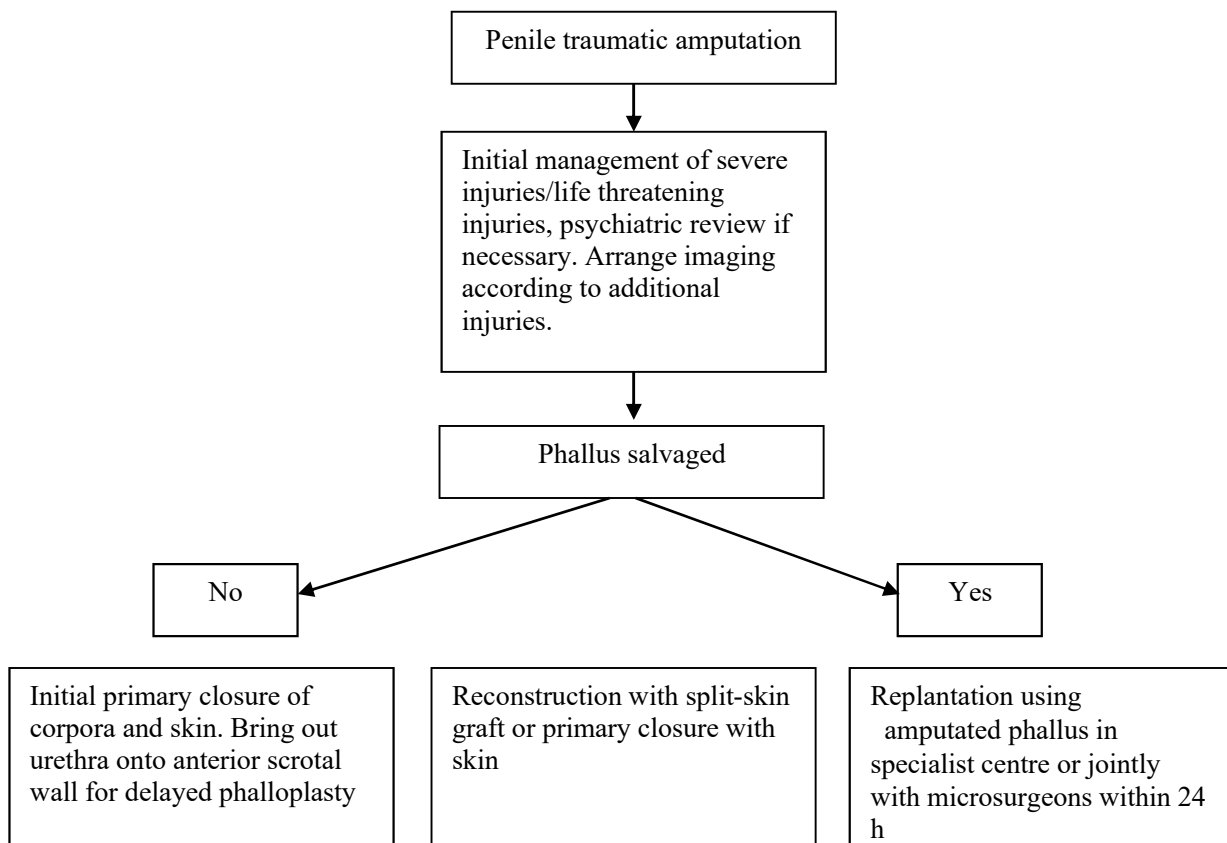 Penile traumatic amputation
Initial management of severe
injuries/life threatening
injuries, psychiatric review if
necessary. Arrange imaging
according to additional
injuries.
Phallus salvaged
No
Yes
Initial primary closure of
corpora and skin. Bring out
urethra onto anterior scrotal
wall for delayed phalloplasty
Reconstruction with split-skin
graft or primary closure with
skin
Replantation using
amputated phallus in
specialist centre or jointly
with microsurgeons within 24
h